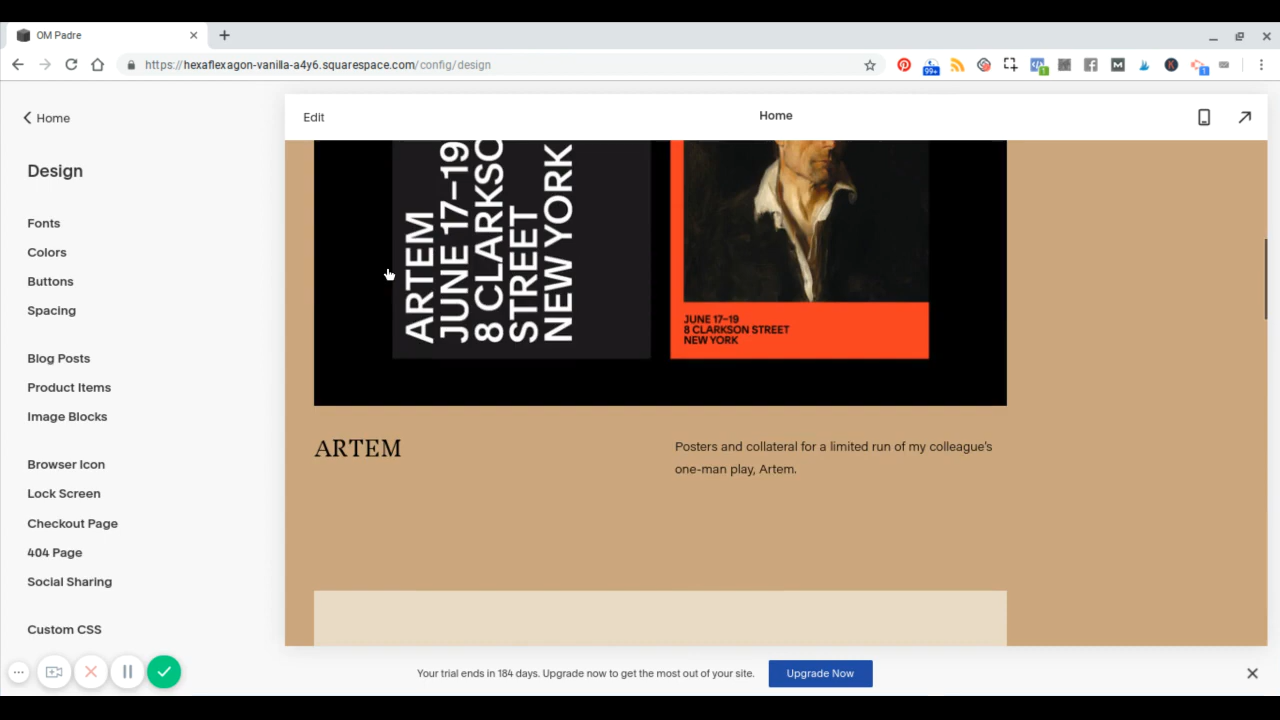 OM Padre
https://hexaflexagon-vanilla-a4y6.squarespace.com/config/design
99+
1
1
Home
Design
Fonts
Colors
Buttons
Spacing
Blog Posts
Product Items
Image Blocks
Browser Icon
Lock Screen
Checkout Page
404 Page
Social Sharing
Custom CSS
Edit
Home
ARTEM
JUNE 17–19
8 CLARKSO
STREET
NEW YORK
JUNE 17–19
8 CLARKSON STREET
NEW YORK
ARTEM
Posters and collateral for a limited run of my colleague's
one-man play, Artem.
Your trial ends in 184 days. Upgrade now to get the most out of your site.
Upgrade Now